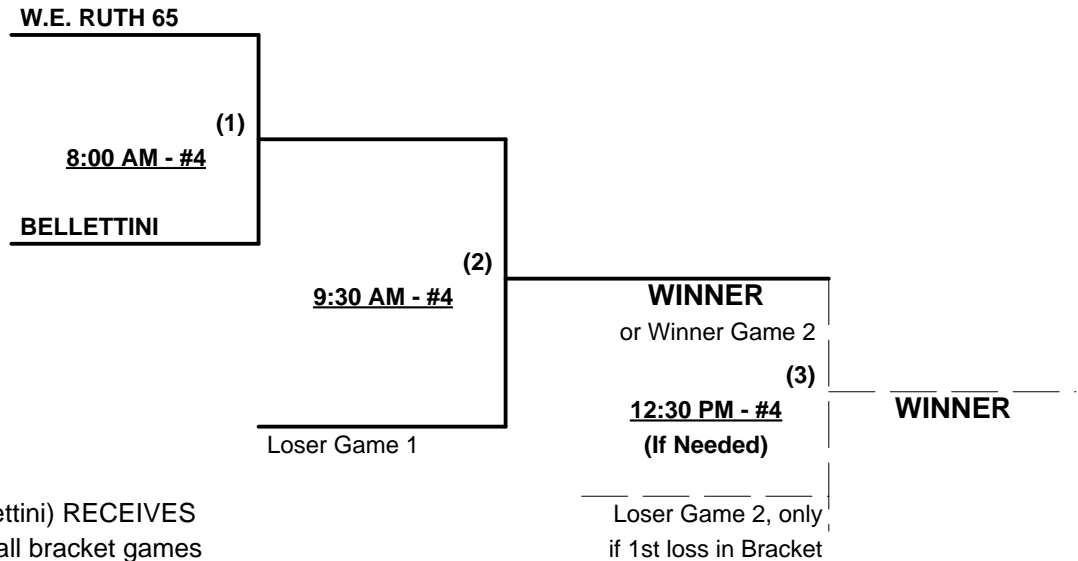 W.E. RUTH 65
(1)
8:00 AM - #4
BELLETTINI
(2)
9:30 AM - #4
WINNER
or Winner Game 2
(3)
12:30 PM - #4
WINNER
(If Needed)
Loser Game 1
ettini) RECEIVES
Loser Game 2, only
all bracket games
if 1st loss in Bracket